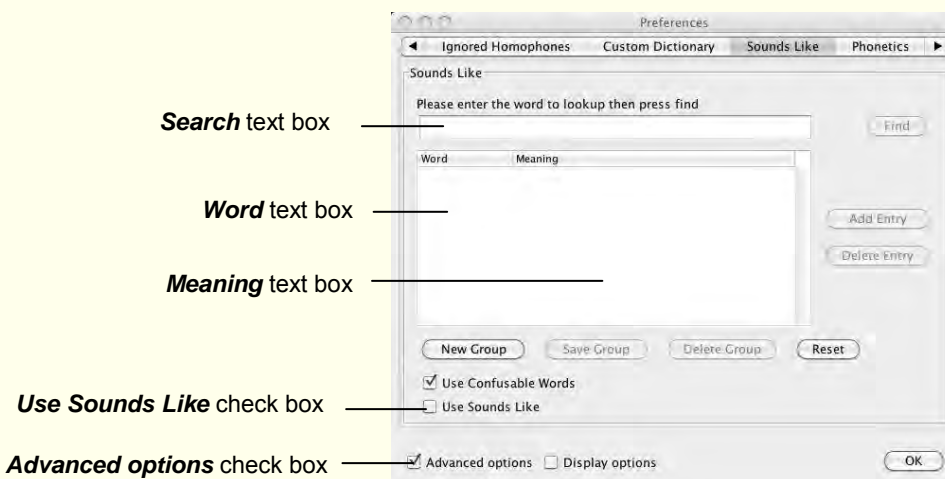 Preferences
Ignored Homophones Custom Dictionary Sounds Like Phonetics
Sounds Like
Please enter the word to lookup then press find
Search text box
Find
Word Meaning
Word text box
Add Entry
Delete Entry
Meaning text box
New Group Save Group Delete Group Reset
Use Confusable Words
Use Sounds Like check box
Use Sounds Like
Advanced options check box
Advanced options Display options OK